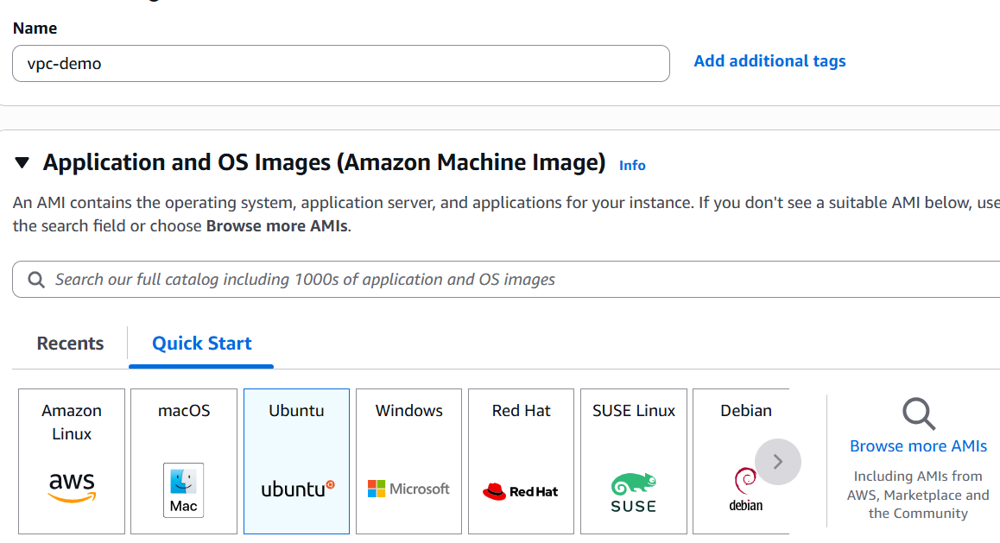 Name
vpc-demo
Add additional tags
Application and OS Images (Amazon Machine Image) Info
An AMI contains the operating system, application server, and applications for your instance. If you don't see a suitable AMI below, use
the search field or choose Browse more AMIs.
Search our full catalog including 1000s of application and OS images
Recents
Quick Start
Amazon
Linux
aws
macOS
Mac
Ubuntu
ubuntu
Windows
Microsoft
Red Hat
Red Hat
SUSE Linux
SUSE
Debian
debian
Browse more AMIs
Including AMIs from
AWS, Marketplace and
the Community